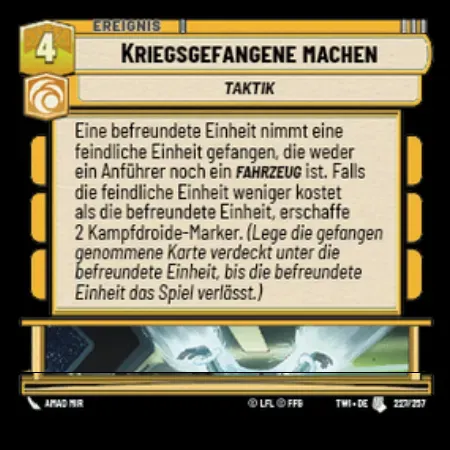 EREIGNIS
4
KRIEGSGEFANGENE MACHEN
TAKTIK
Eine befreundete Einheit nimmt eine
feindliche Einheit gefangen, die weder
ein Anführer noch ein FAHRZEUG ist. Falls
die feindliche Einheit weniger kostet
als die befreundete Einheit, erschaffe
2 Kampfdroide-Marker. (Lege die gefangen
genommene Karte verdeckt unter die
befreundete Einheit, bis die befreundete
Einheit das Spiel verlässt.)
AMAD MIR
© LFL © FFG
TWI • DE
227/257